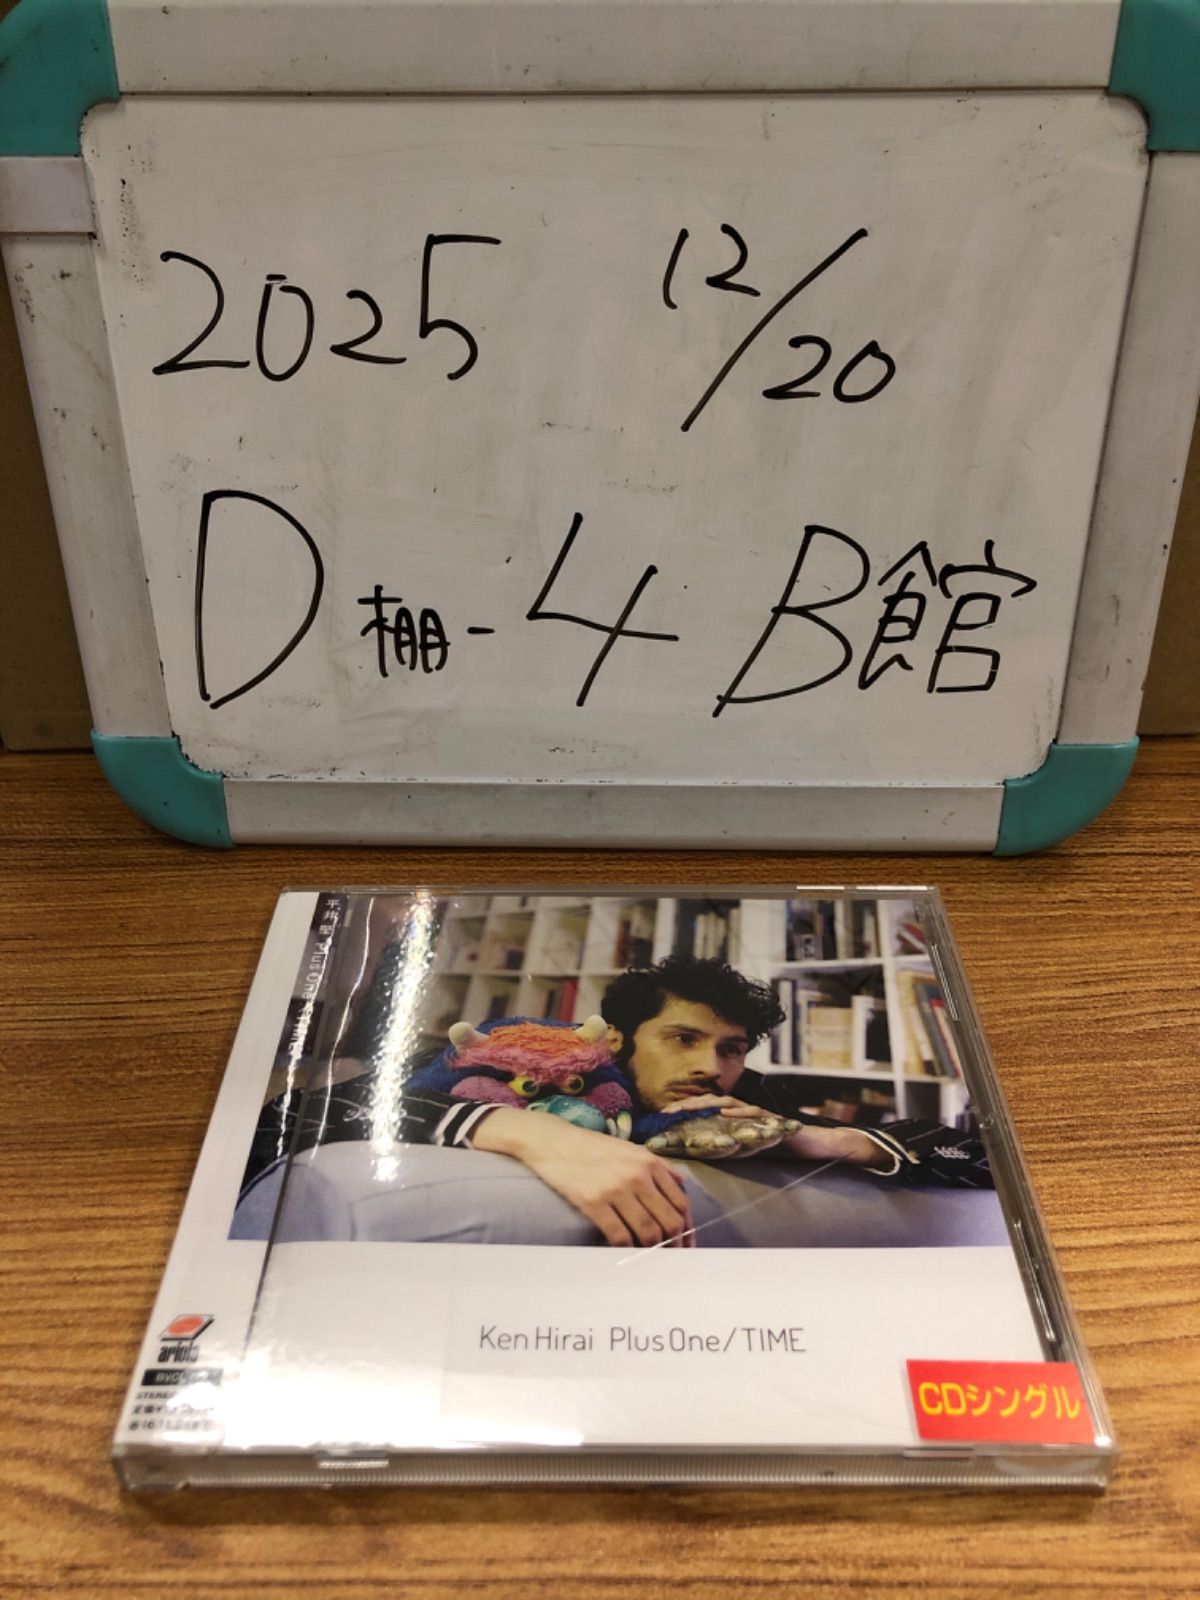 2025 12/20
D棚-4 B館
平井 堅 Plus One/TIME
Ken Hirai Plus One/TIME
ariola
STEREO
CDシングル